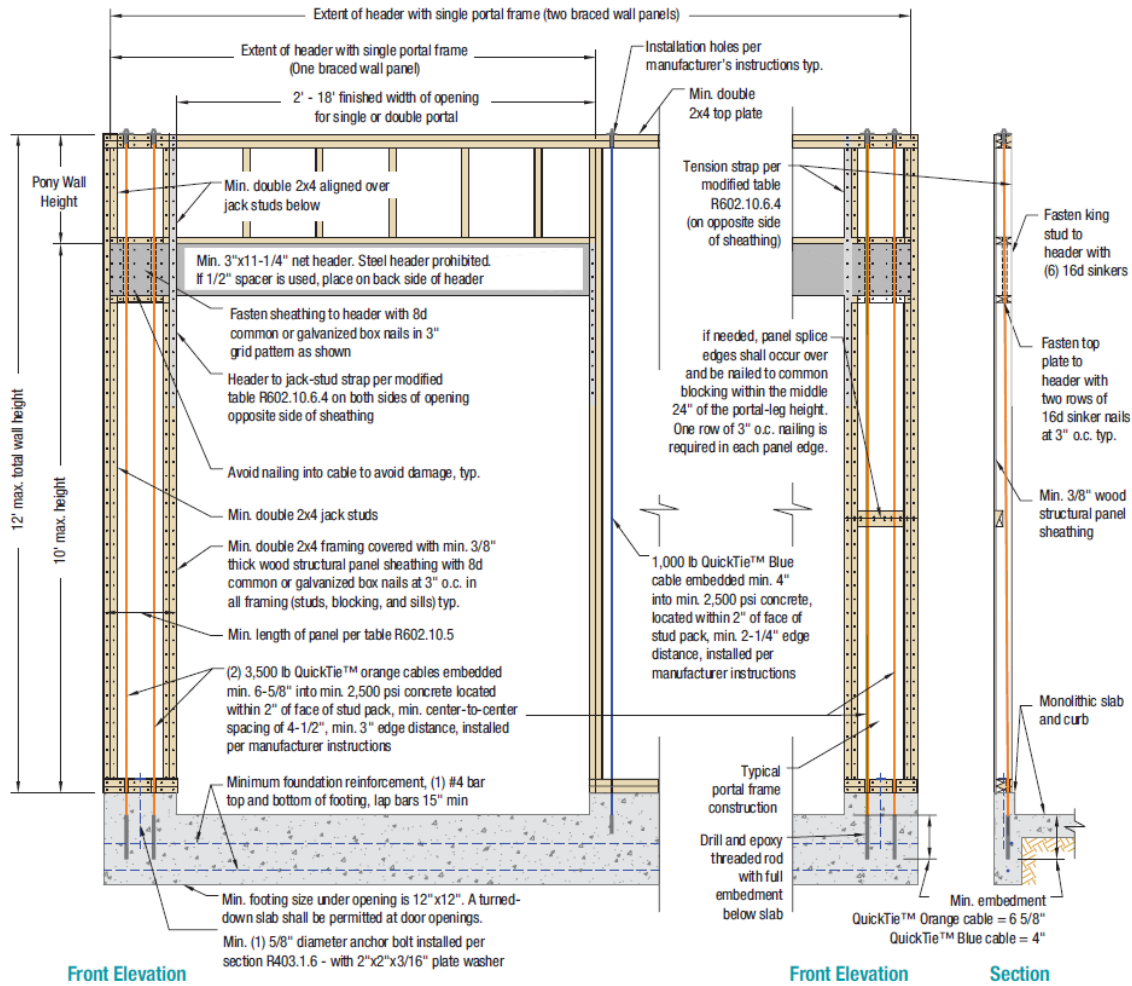 Extent of header with single portal frame (two braced wall panels)
Extent of header with single portal frame
(One braced wall panel)
2' - 18' finished width of opening
for single or double portal
Installation holes per
manufacturer's instructions typ.
Min. double
2x4 top plate
Pony Wall
Height
Min. double 2x4 aligned over
jack studs below
Tension strap per
modified table
R602.10.6.4
(on opposite side
of sheathing)
Fasten king
stud to
header with
(6) 16d sinkers
Min. 3"x11-1/4" net header. Steel header prohibited.
If 1/2" spacer is used, place on back side of header
Fasten sheathing to header with 8d
common or galvanized box nails in 3"
grid pattern as shown
Header to jack-stud strap per modified
table R602.10.6.4 on both sides of opening
opposite side of sheathing
if needed, panel splice
edges shall occur over
and be nailed to common
blocking within the middle
24" of the portal-leg height.
One row of 3" o.c. nailing is
required in each panel edge.
Fasten top
plate to
header with
two rows of
16d sinker nails
at 3" o.c. typ.
12' max. total wall height
10' max. height
Avoid nailing into cable to avoid damage, typ.
Min. double 2x4 jack studs
Min. 3/8" wood
structural panel
sheathing
Min. double 2x4 framing covered with min. 3/8"
thick wood structural panel sheathing with 8d
common or galvanized box nails at 3" o.c. in
all framing (studs, blocking, and sills) typ.
1,000 lb QuickTie™ Blue
cable embedded min. 4"
into min. 2,500 psi concrete,
located within 2" of face of
stud pack, min. 2-1/4" edge
distance, installed per
manufacturer instructions
Min. length of panel per table R602.10.5
(2) 3,500 lb QuickTie™ orange cables embedded
min. 6-5/8" into min. 2,500 psi concrete located
within 2" of face of stud pack, min. center-to-center
spacing of 4-1/2", min. 3" edge distance, installed
per manufacturer instructions
Monolithic slab
and curb
Minimum foundation reinforcement, (1) #4 bar
top and bottom of footing, lap bars 15" min
Typical
portal frame
construction
Drill and epoxy
threaded rod
with full
embedment
below slab
Min. footing size under opening is 12"x12". A turned-
down slab shall be permitted at door openings.
Min. (1) 5/8" diameter anchor bolt installed per
section R403.1.6 - with 2"x2"x3/16" plate washer
Min. embedment
QuickTie™ Orange cable = 6 5/8"
QuickTie™ Blue cable = 4"
Front Elevation
Front Elevation
Section